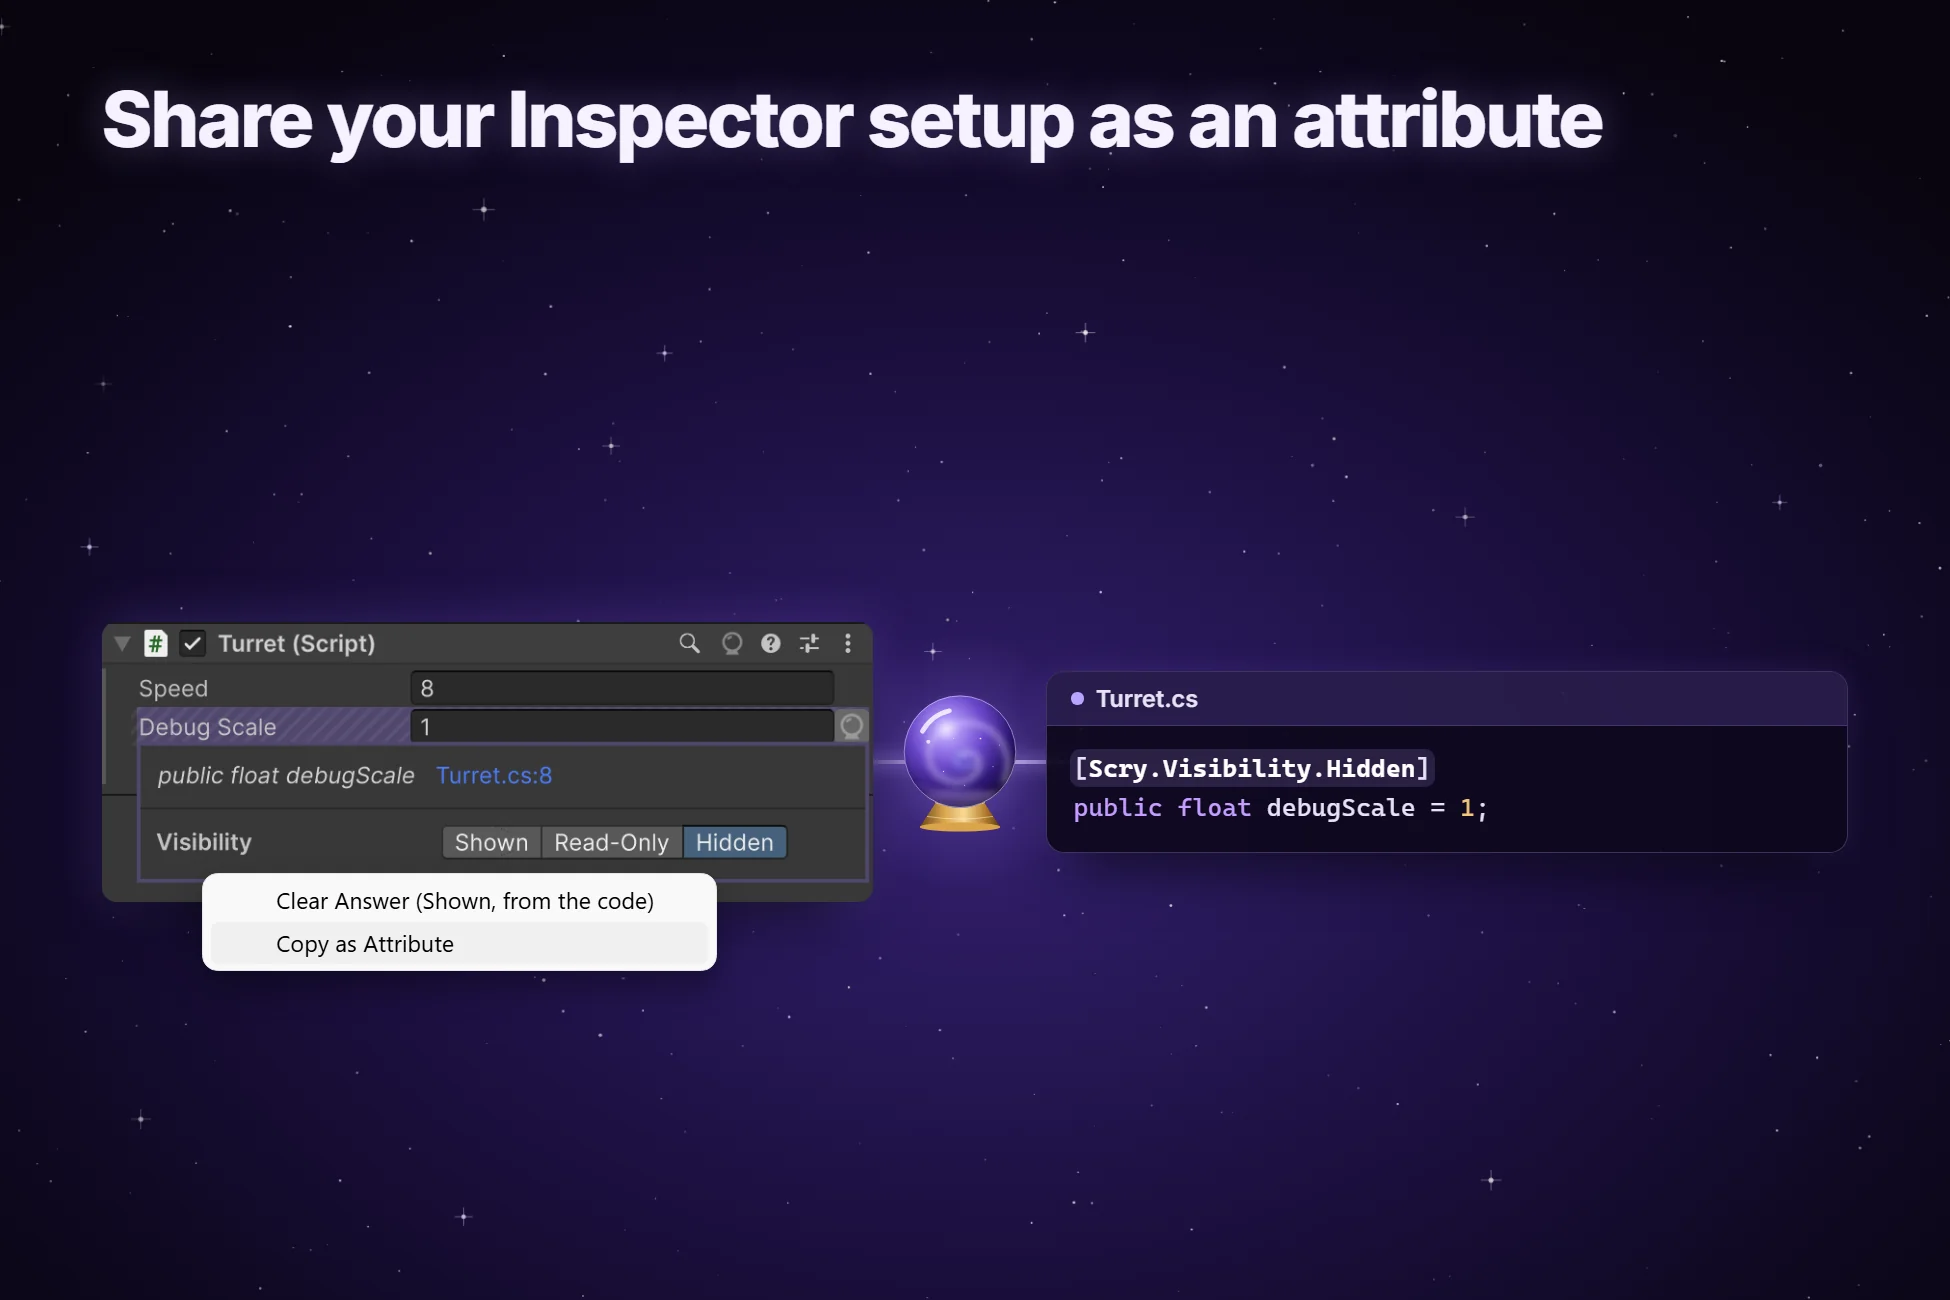 Share your Inspector setup as an attribute
Turret (Script)
Speed 8
Debug Scale 1
public float debugScale Turret.cs:8
Visibility Shown Read-Only Hidden
Clear Answer (Shown, from the code)
Copy as Attribute
Turret.cs
[Scry.Visibility.Hidden]
public float debugScale = 1;